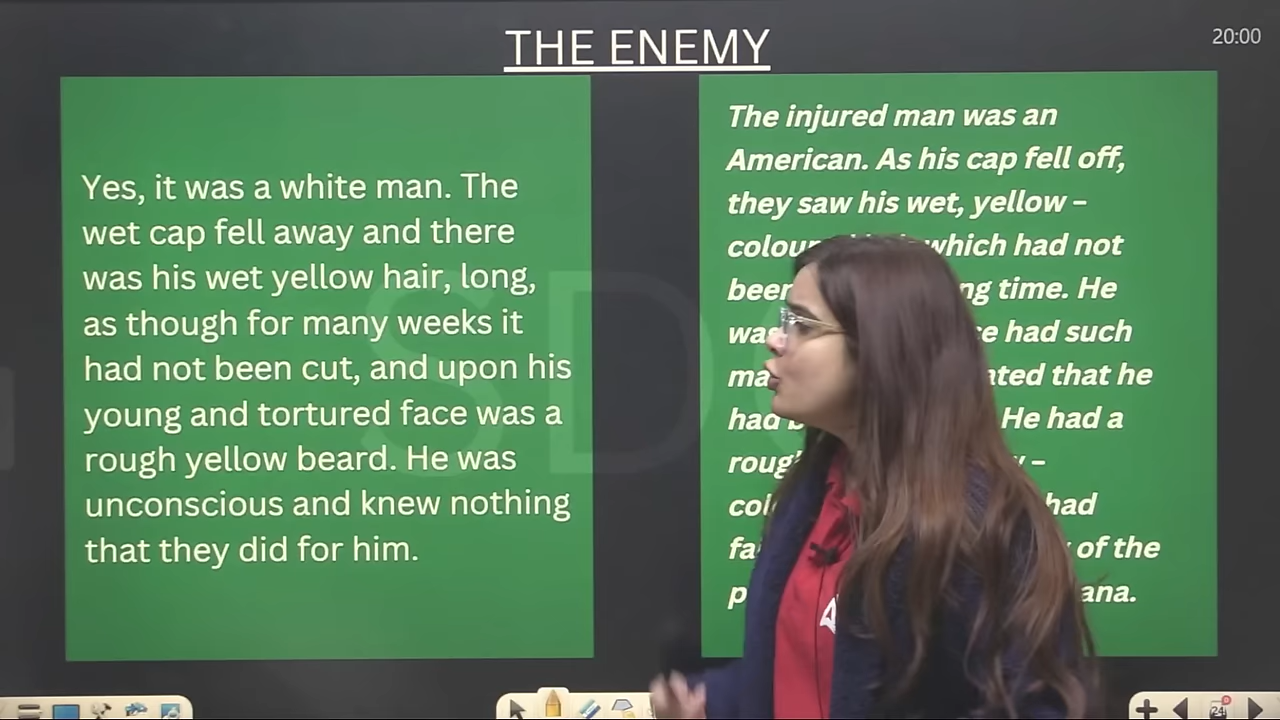 THE ENEMY
20:00
Yes, it was a white man. The
wet cap fell away and there
was his wet yellow hair, long,
as though for many weeks it
had not been cut, and upon his
young and tortured face was a
rough yellow beard. He was
unconscious and knew nothing
that they did for him.
The injured man was an
American. As his cap fell off,
they saw his wet, yellow –
which had not
time. He
had such
that he
had He had a
–
had
of the
SD
24